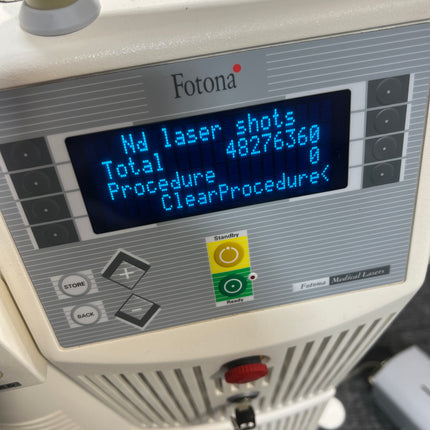 Fotona
Nd laser shots
Total 48276360
Procedure 0
ClearProcedure<
Standby
Ready
STORE
BACK
Fotona Medical Lasers